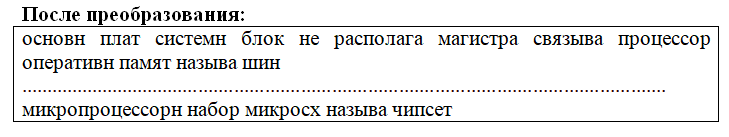 После преобразования:
основн плат системн блок не располага магистра связыва процессор
оперативн памят называ шин
................................................................................................................................
микропроцессорн набор микросх называ чипсет